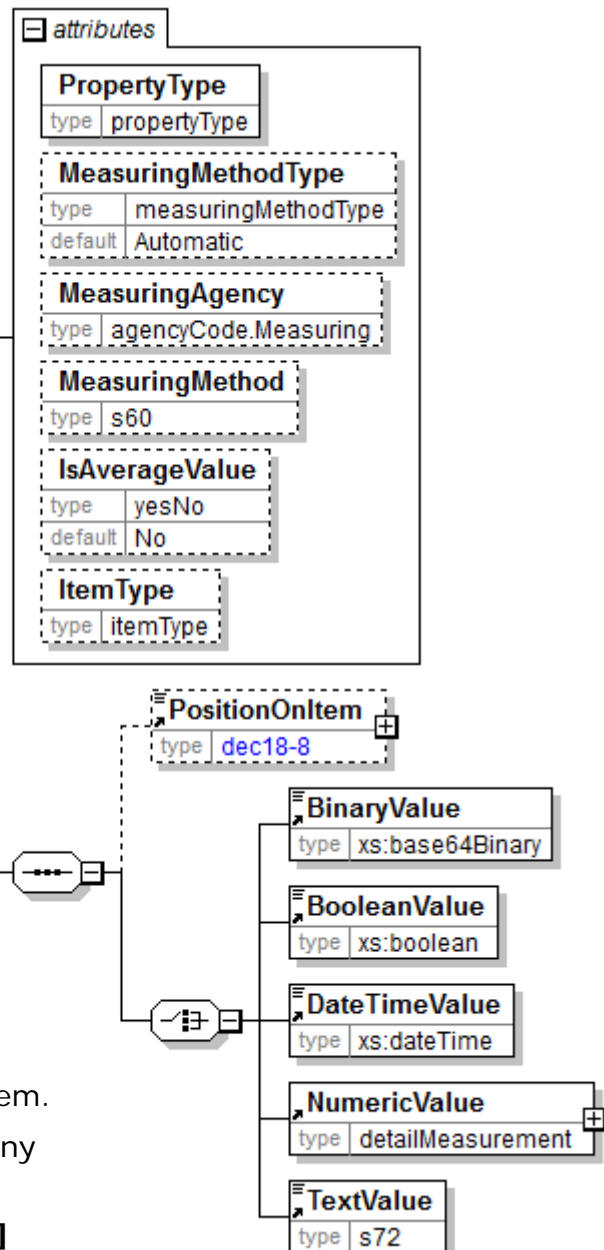 attributes
PropertyType
type propertyType
MeasuringMethodType
type measuringMethodType
default Automatic
MeasuringAgency
type agencyCode.Measuring
MeasuringMethod
type s60
IsAverageValue
type yesNo
default No
ItemType
type itemType
PositionOnItem
type dec18-8
BinaryValue
type xs:base64Binary
BooleanValue
type xs:boolean
DateTimeValue
type xs:dateTime
em.
NumericValue
ny
type detailMeasurement
TextValue
type s72